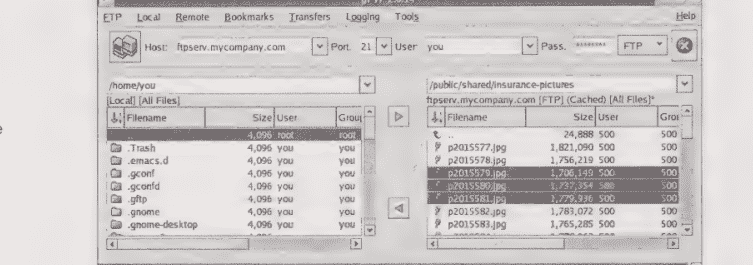 FTP Local Remote Bookmarks Transfers Logging Tools Help
Host: ftpserv.mycompany.com Port. 21 User you Pass. ******** FTP
/home/you
[Local] [All Files]
Filename Size User Group
.. 4,096 root root
.Trash 4,096 you you
.emacs.d 4,096 you you
.gconf 4,096 you you
.gconfd 4,096 you you
.gftp 4,096 you you
.gnome 4,096 you you
.gnome-desktop 4,096 you you
/public/shared/insurance-pictures
ftpserv.mycompany.com [FTP] (Cached) [All Files]*
Filename Size User Grou
.. 24,888 500 500
p2015577.jpg 1,821,090 500 500
p2015578.jpg 1,756,219 500 500
p2015579.jpg 1,706,149 500 500
p2015580.jpg 1,737,354 500 500
p2015581.jpg 1,779,936 500 500
p2015582.jpg 1,783,072 500 500
p2015583.jpg 1,765,285 500 500